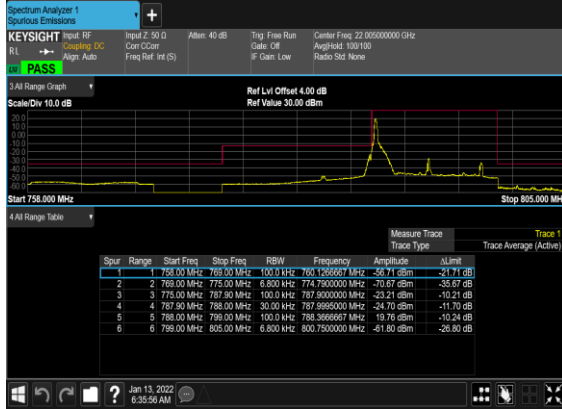 Spectrum Analyzer 1
Spurious Emissions
+
KEYSIGHT Input: RF Input Z: 50 Ω Atten: 40 dB Trig: Free Run Center Freq: 22.005000000 GHz
RL Coupling: DC Corr CCorr Gate: Off Avg|Hold: 100/100
Align: Auto Freq Ref: Int (S) IF Gain: Low Radio Std: None
PASS
3 All Range Graph
Ref Lvl Offset 4.00 dB
Scale/Div 10.0 dB Ref Value 30.00 dBm
20.0
10.0
0.00
-10.0
-20.0
-30.0
-40.0
-50.0
-60.0
Start 758.000 MHz Stop 805.000 MH
4 All Range Table
Measure Trace Trace 1
Trace Type Trace Average (Active)
Spur Range Start Freq Stop Freq RBW Frequency Amplitude ΔLimit
1 1 758.00 MHz 769.00 MHz 100.0 kHz 760.1266667 MHz -56.71 dBm -21.71 dB
2 2 769.00 MHz 775.00 MHz 6.800 kHz 774.7900000 MHz -70.67 dBm -35.67 dB
3 3 775.00 MHz 787.90 MHz 100.0 kHz 787.9000000 MHz -23.21 dBm -10.21 dB
4 4 787.90 MHz 788.00 MHz 30.00 kHz 787.9995000 MHz -24.70 dBm -11.70 dB
5 5 788.00 MHz 799.00 MHz 100.0 kHz 788.3666667 MHz 19.76 dBm -10.24 dB
6 6 799.00 MHz 805.00 MHz 6.800 kHz 800.7500000 MHz -61.80 dBm -26.80 dB
? Jan 13, 2022
6:35:56 AM